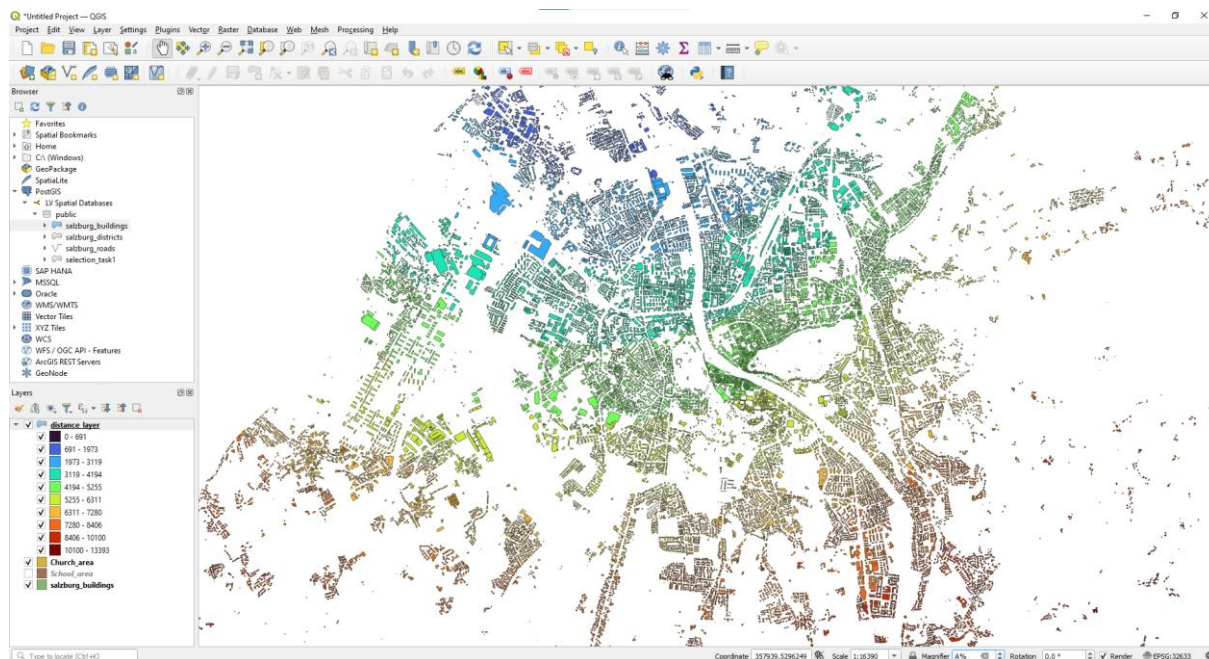 *Untitled Project — QGIS
Project Edit View Layer Settings Plugins Vector Raster Database Web Mesh Processing Help
Browser
Favorites
Spatial Bookmarks
Home
C:\ (Windows)
GeoPackage
SpatiaLite
PostGIS
LV Spatial Databases
public
salzburg_buildings
salzburg_districts
salzburg_roads
selection_task1
SAP HANA
MSSQL
Oracle
WMS/WMTS
Vector Tiles
XYZ Tiles
WCS
WFS / OGC API - Features
ArcGIS REST Servers
GeoNode
Layers
distance_layer
0 - 691
691 - 1973
1973 - 3119
3119 - 4194
4194 - 5255
5255 - 6311
6311 - 7280
7280 - 8406
8406 - 10100
10100 - 13393
Church_area
School_area
salzburg_buildings
Type to locate (Ctrl+K) Coordinate 357939,5296249 Scale 1:16390 Magnifier Rotation 0,0 ° Render EPSG:32633